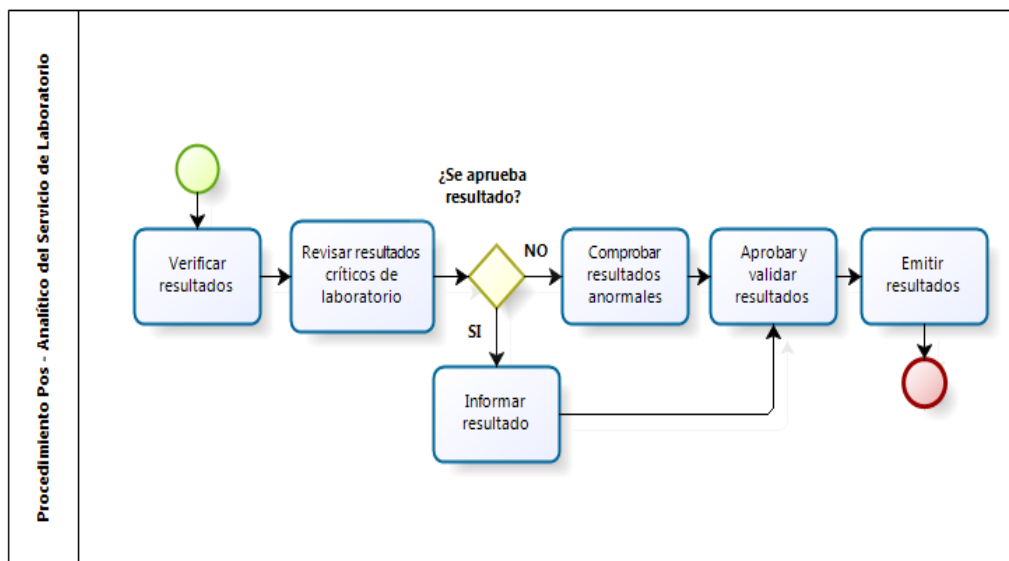 Procedimiento Pos - Analítico del Servicio de Laboratorio
¿Se aprueba
resultado?
Verificar
resultados
Revisar resultados
críticos de
laboratorio
NO
Comprobar
resultados
anormales
Aprobar y
validar
resultados
Emitir
resultados
SI
Informar
resultado